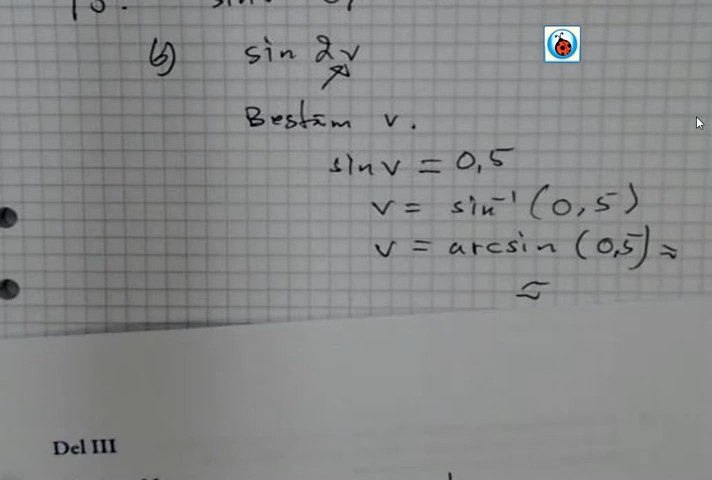 b) sin 2v
Bestäm v.
sin v = 0,5
v = sin⁻¹ (0,5)
v = arcsin (0,5) ≈
≈
Del III